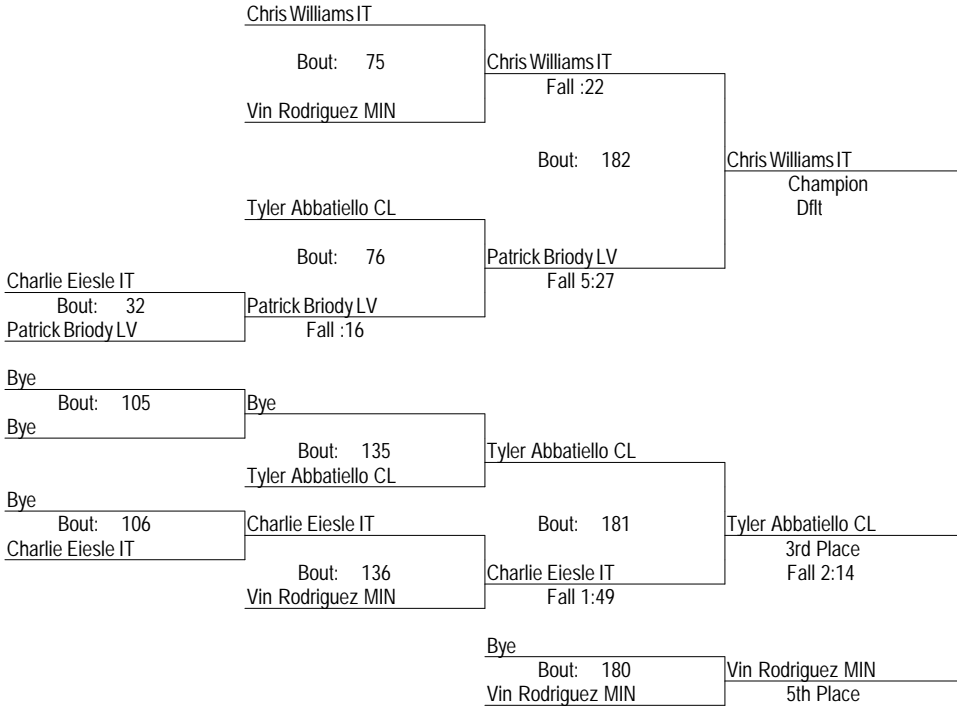 Chris Williams IT
Bout: 75
Chris Williams IT
Fall :22
Vin Rodriguez MIN
Bout: 182
Chris Williams IT
Champion
Dflt
Tyler Abbatiello CL
Bout: 76
Patrick Briody LV
Fall 5:27
Charlie Eiesle IT
Bout: 32
Patrick Briody LV
Patrick Briody LV
Fall :16
Bye
Bout: 105
Bye
Bye
Bout: 135
Tyler Abbatiello CL
Tyler Abbatiello CL
Bye
Bout: 106
Charlie Eiesle IT
Charlie Eiesle IT
Bout: 181
Tyler Abbatiello CL
3rd Place
Fall 2:14
Bout: 136
Charlie Eiesle IT
Fall 1:49
Vin Rodriguez MIN
Bye
Bout: 180
Vin Rodriguez MIN
Vin Rodriguez MIN
5th Place